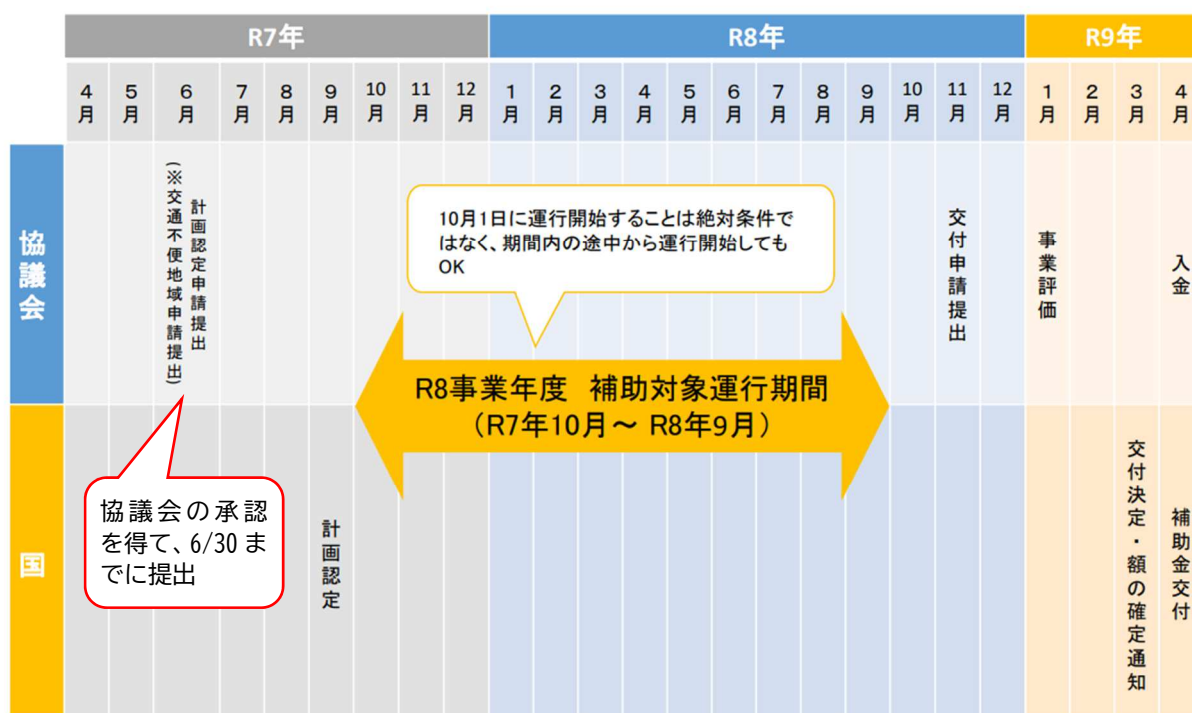 R7年 R8年 R9年
4月 5月 6月 7月 8月 9月 10月 11月 12月 1月 2月 3月 4月 5月 6月 7月 8月 9月 10月 11月 12月 1月 2月 3月 4月
協議会
計画認定申請提出
(※交通不便地域申請提出)
10月1日に運行開始することは絶対条件で
はなく、期間内の途中から運行開始しても
OK
交付申請提出
事業評価
入金
R8事業年度 補助対象運行期間
(R7年10月~ R8年9月)
国
協議会の承認
を得て、6/30 ま
でに提出
計画認定
交付決定・額の確定通知
補助金交付